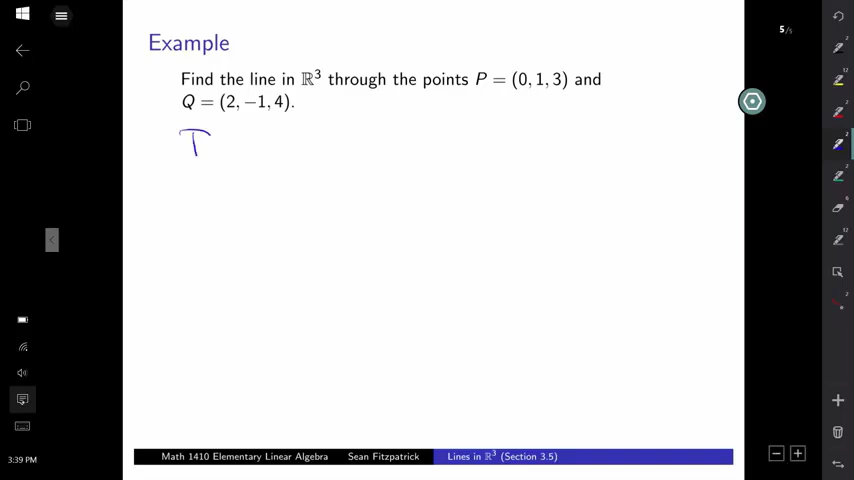 5/5
Example
Find the line in ℝ³ through the points P = (0, 1, 3) and
Q = (2, −1, 4).
T
3:39 PM
Math 1410 Elementary Linear Algebra Sean Fitzpatrick Lines in ℝ³ (Section 3.5)